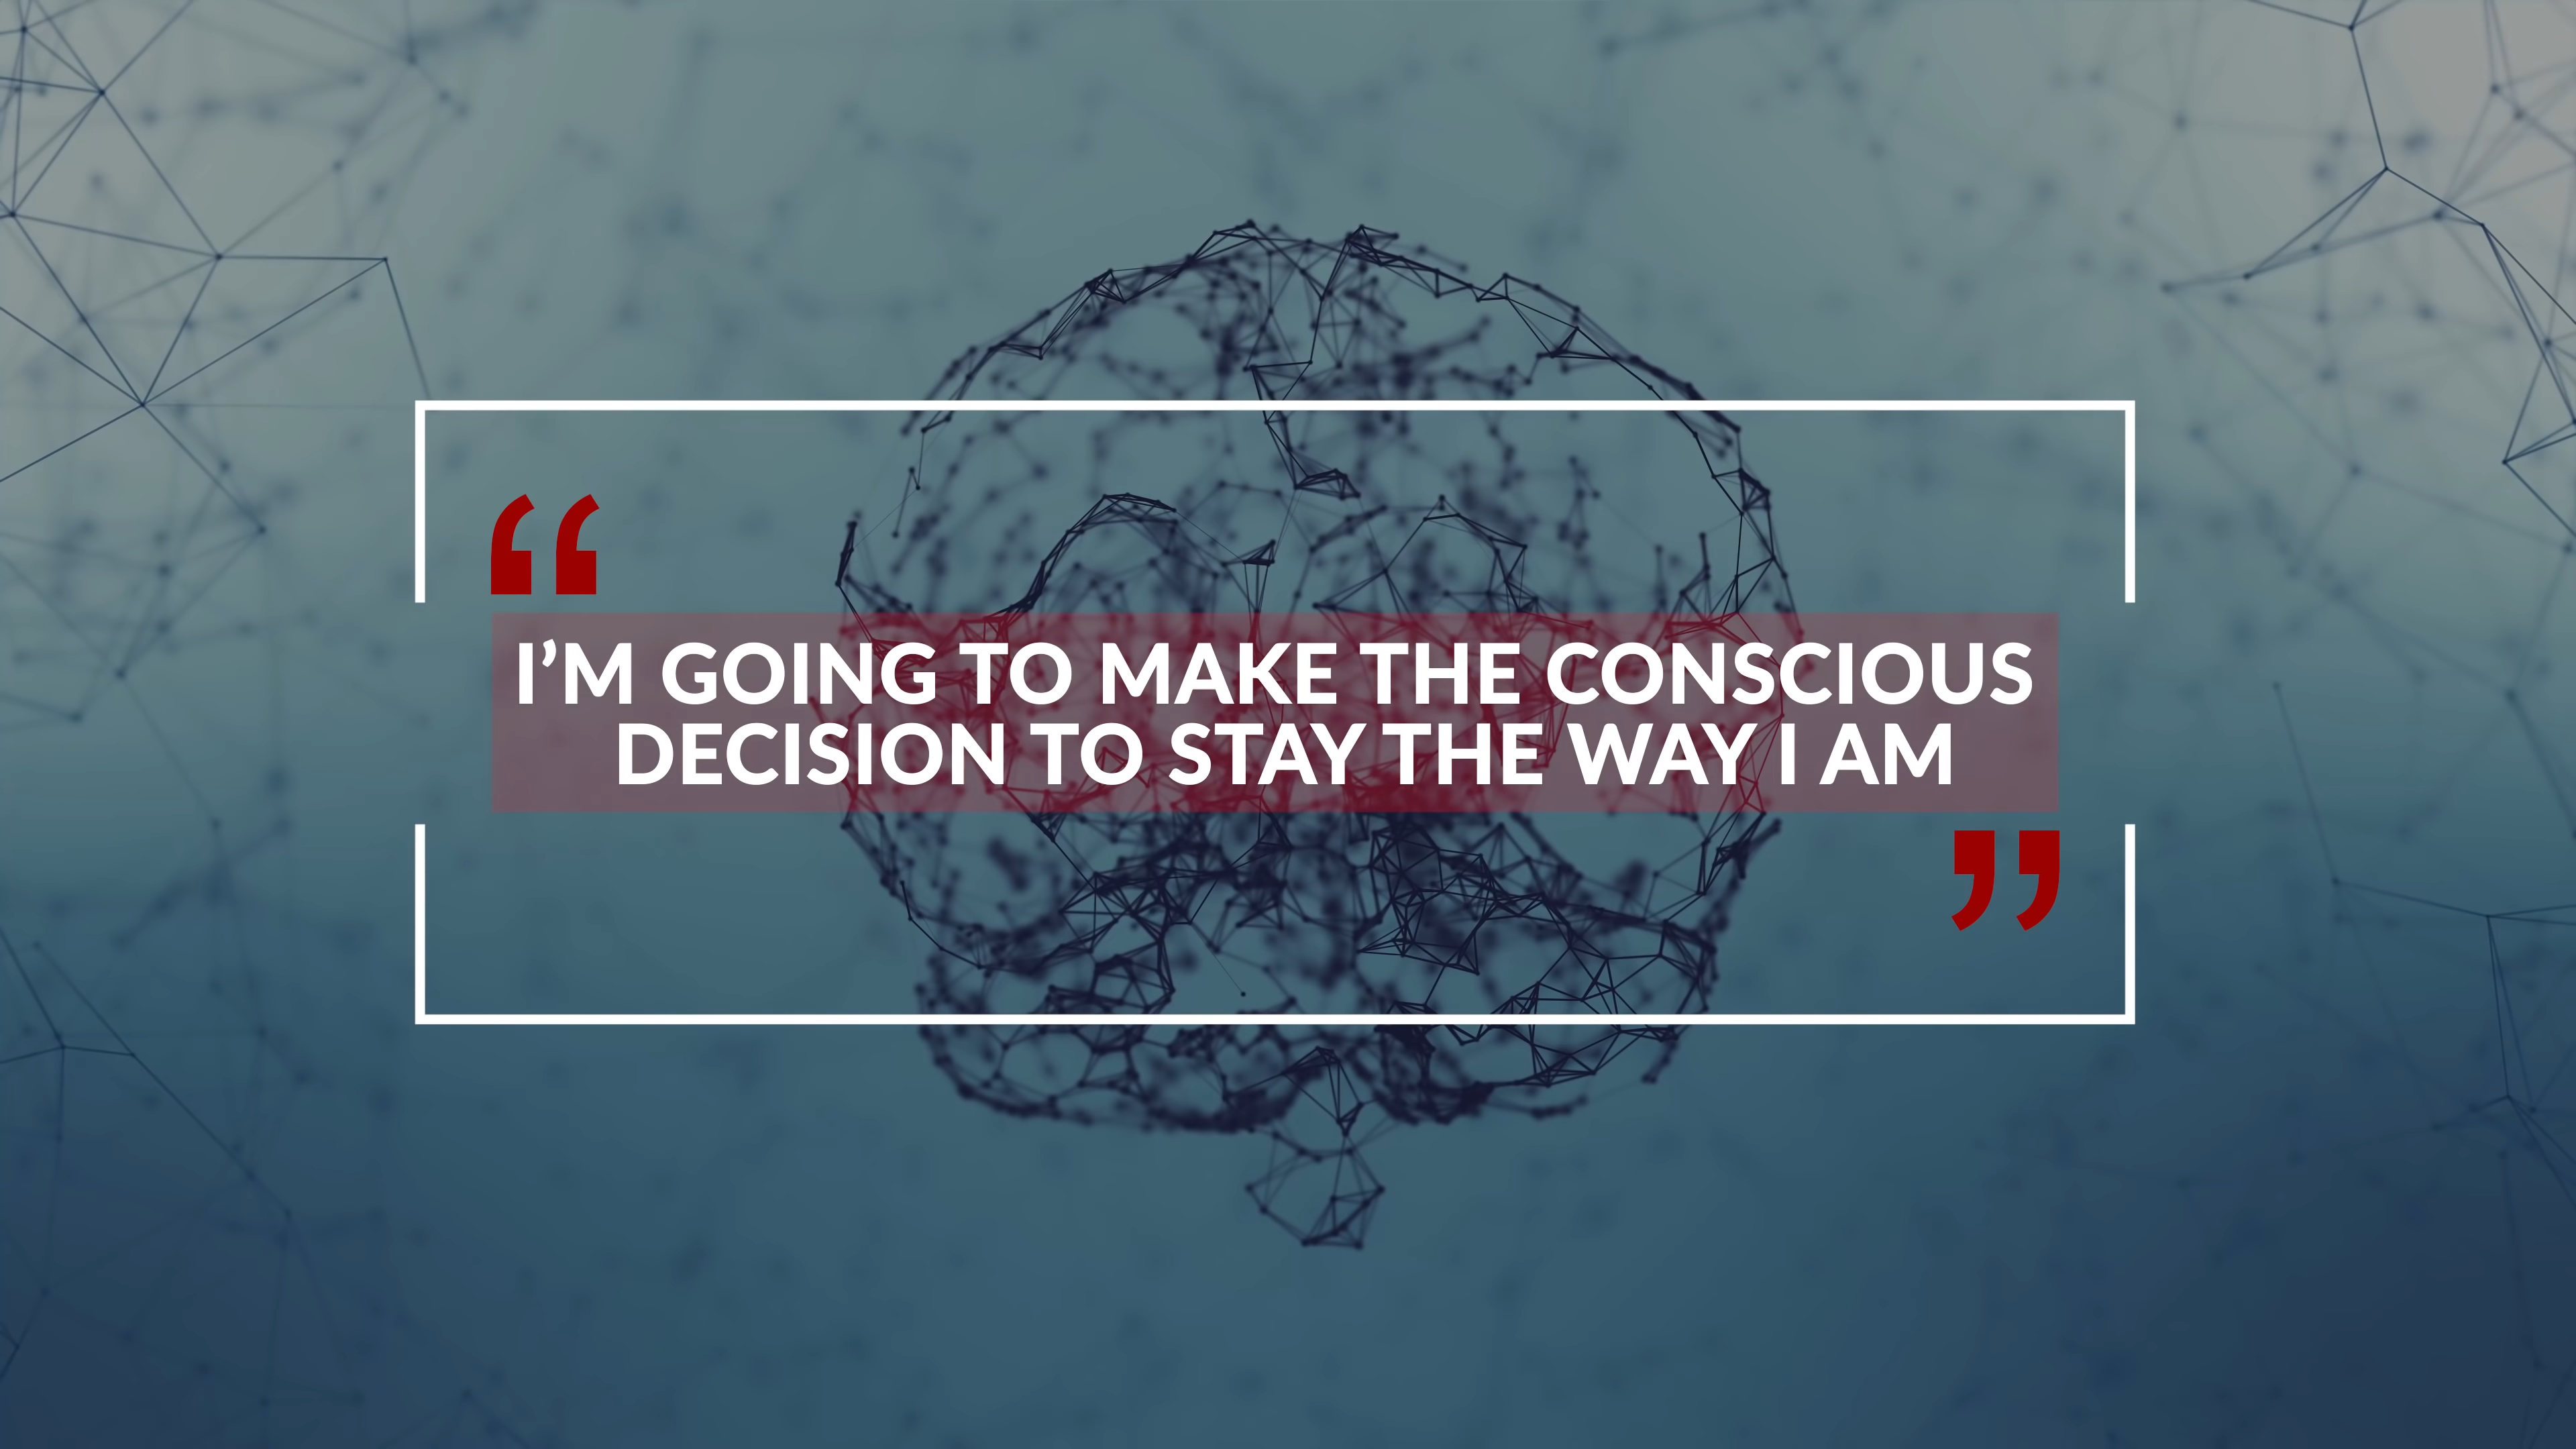 “
I’M GOING TO MAKE THE CONSCIOUS
DECISION TO STAY THE WAY I AM
”